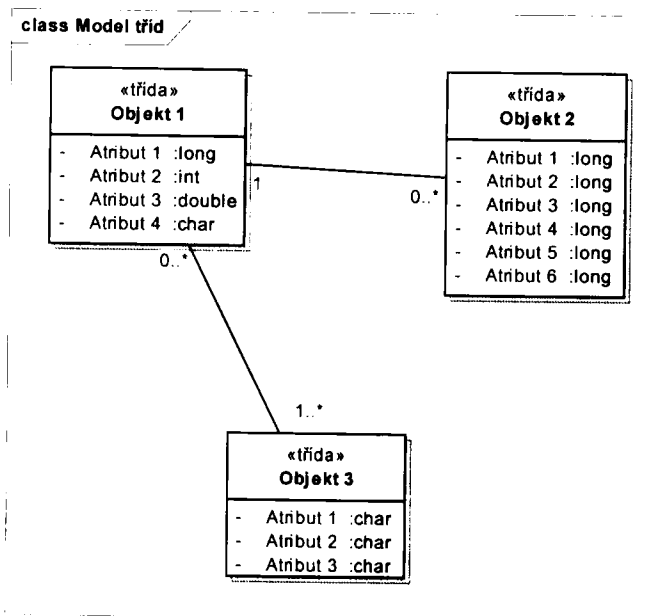 class Model tříd
«třída»
Objekt 1
- Atribut 1 :long
- Atribut 2 :int
- Atribut 3 :double
- Atribut 4 :char
1
0..*
«třída»
Objekt 2
- Atribut 1 :long
- Atribut 2 :long
- Atribut 3 :long
- Atribut 4 :long
- Atribut 5 :long
- Atribut 6 :long
0..*
1..*
«třída»
Objekt 3
- Atribut 1 :char
- Atribut 2 :char
- Atribut 3 :char